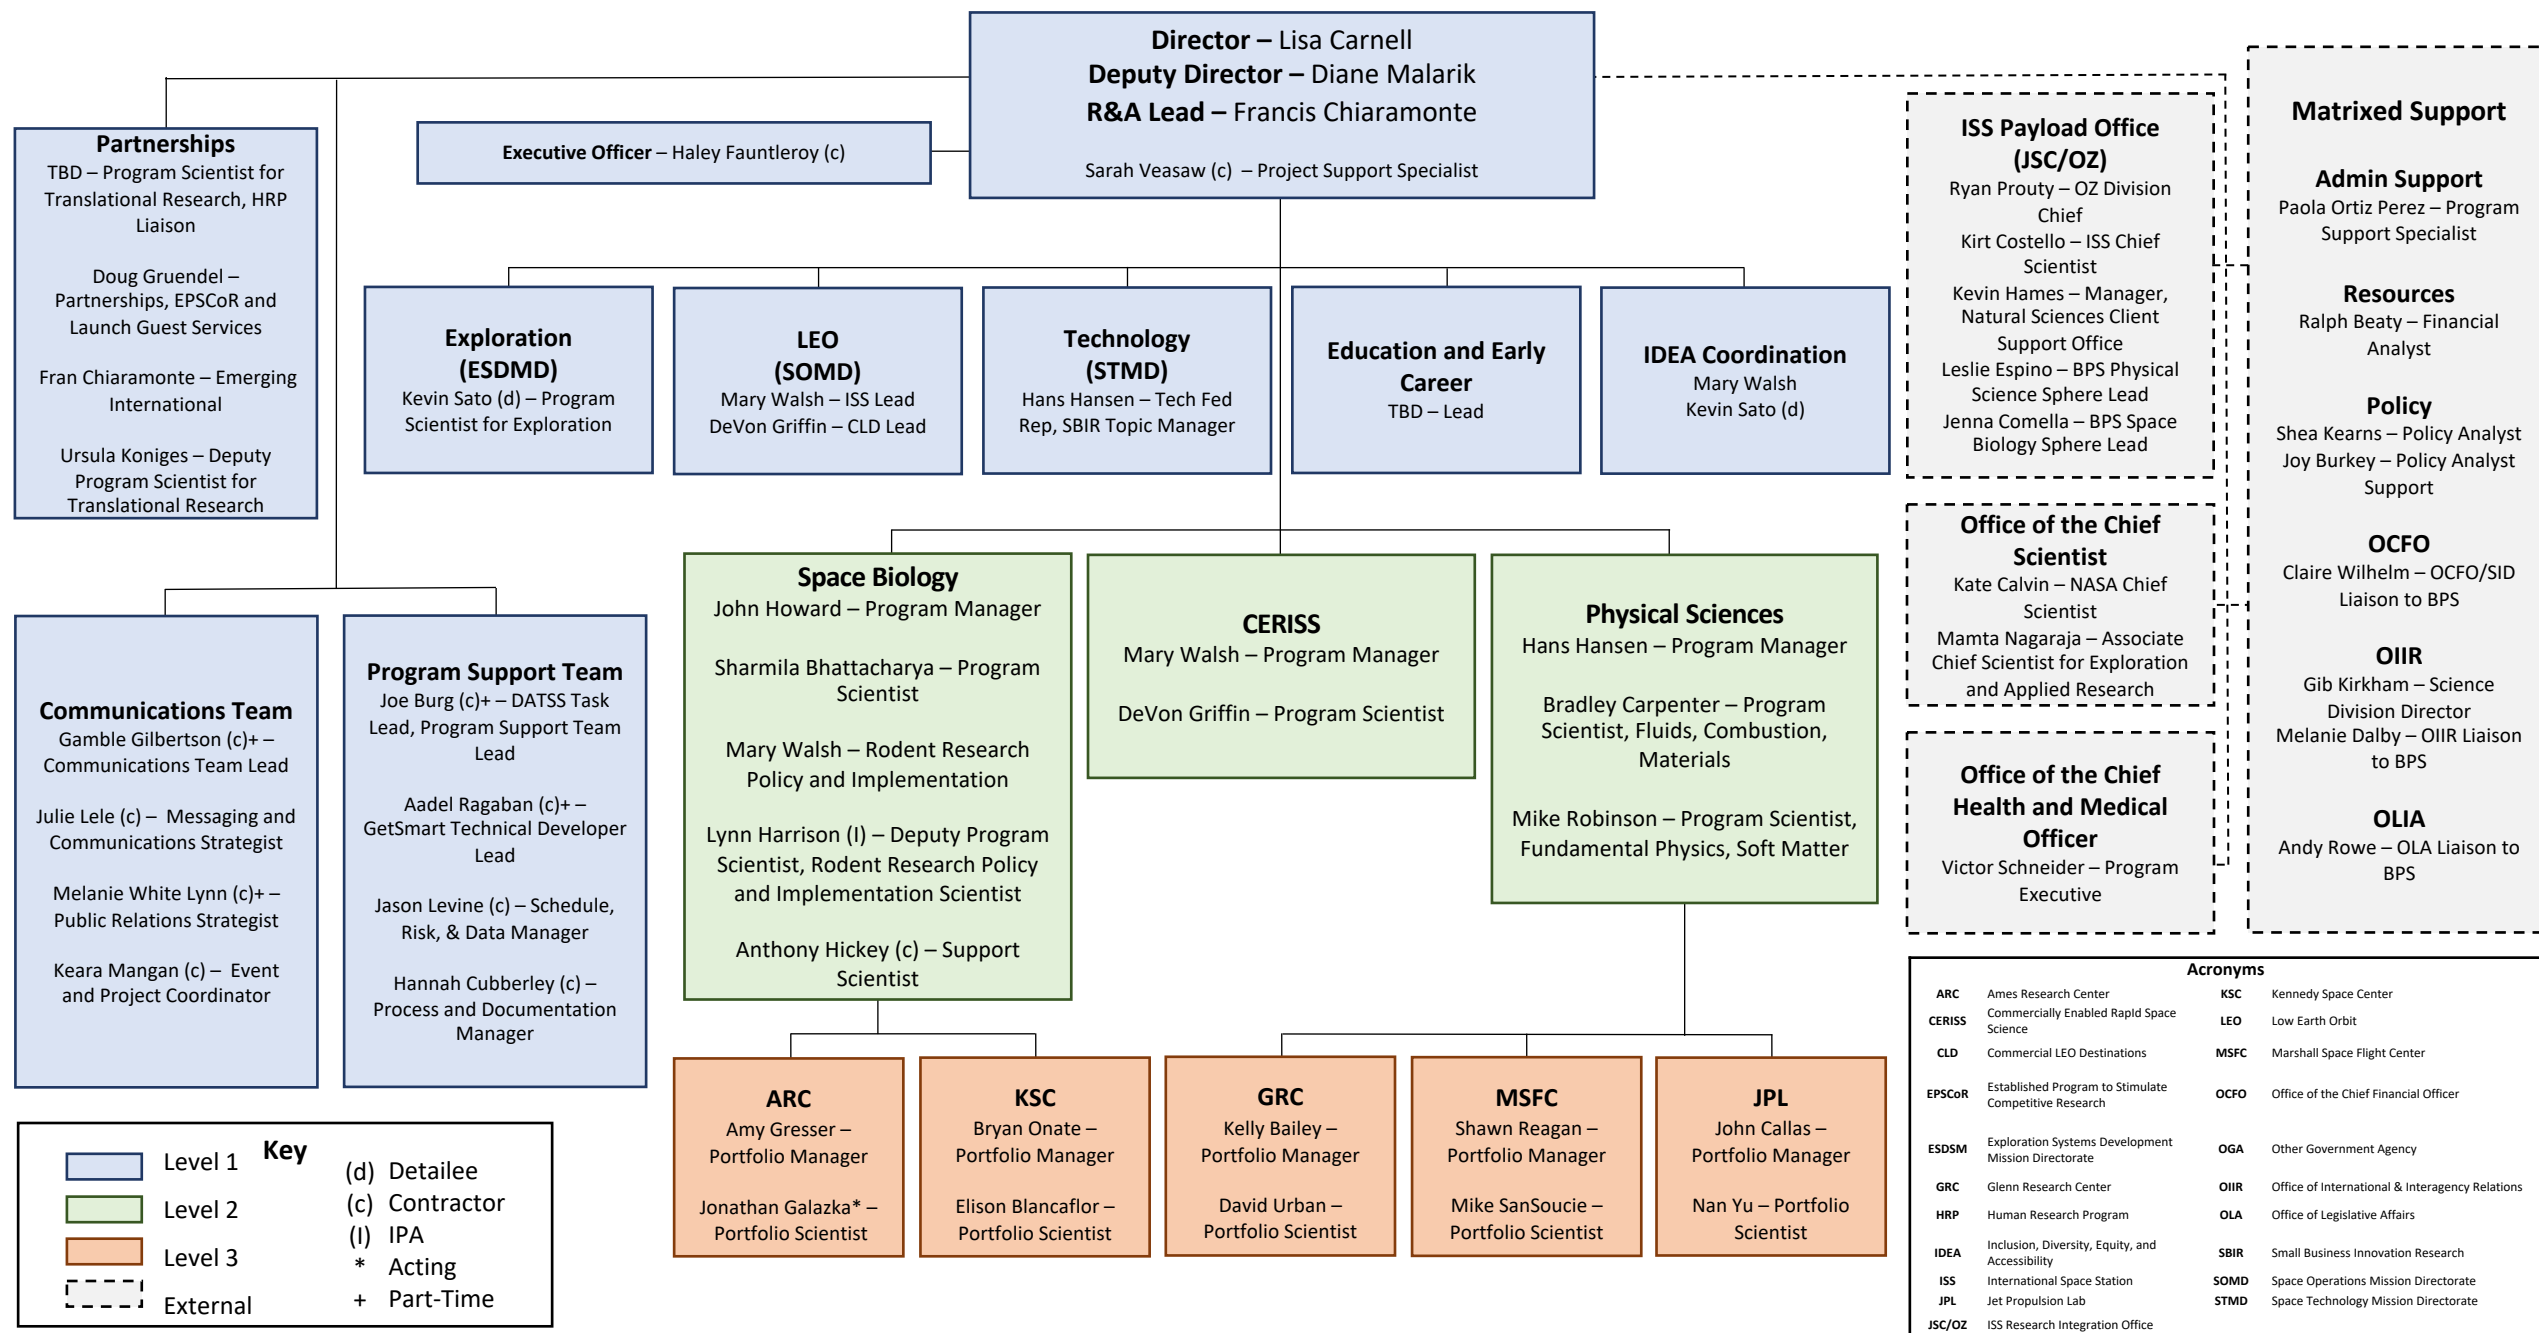 Director – Lisa Carnell
Deputy Director – Diane Malarik
R&A Lead – Francis Chiaramonte
Sarah Veasaw (c)  – Project Support Specialist
Executive Officer – Haley Fauntleroy (c)
Partnerships
TBD – Program Scientist for
Translational Research, HRP
Liaison
Doug Gruendel –
Partnerships, EPSCoR and
Launch Guest Services
Fran Chiaramonte – Emerging
International
Ursula Koniges – Deputy
Program Scientist for
Translational Research
Exploration
(ESDMD)
Kevin Sato (d) – Program
Scientist for Exploration
LEO
(SOMD)
Mary Walsh – ISS Lead
DeVon Griffin – CLD Lead
Technology
(STMD)
Hans Hansen – Tech Fed
Rep, SBIR Topic Manager
Education and Early
Career
TBD – Lead
IDEA Coordination
Mary Walsh
Kevin Sato (d)
ISS Payload Office
(JSC/OZ)
Ryan Prouty – OZ Division
Chief
Kirt Costello – ISS Chief
Scientist
Kevin Hames – Manager,
Natural Sciences Client
Support Office
Leslie Espino – BPS Physical
Science Sphere Lead
Jenna Comella – BPS Space
Biology Sphere Lead
Office of the Chief
Scientist
Kate Calvin – NASA Chief
Scientist
Mamta Nagaraja – Associate
Chief Scientist for Exploration
and Applied Research
Office of the Chief
Health and Medical
Officer
Victor Schneider – Program
Executive
Matrixed Support
Admin Support
Paola Ortiz Perez – Program
Support Specialist
Resources
Ralph Beaty – Financial
Analyst
Policy
Shea Kearns – Policy Analyst
Joy Burkey – Policy Analyst
Support
OCFO
Claire Wilhelm – OCFO/SID
Liaison to BPS
OIIR
Gib Kirkham – Science
Division Director
Melanie Dalby – OIIR Liaison
to BPS
OLIA
Andy Rowe – OLA Liaison to
BPS
Communications Team
Gamble Gilbertson (c)+ –
Communications Team Lead
Julie Lele (c) –  Messaging and
Communications Strategist
Melanie White Lynn (c)+ –
Public Relations Strategist
Keara Mangan (c) –  Event
and Project Coordinator
Program Support Team
Joe Burg (c)+ – DATSS Task
Lead, Program Support Team
Lead
Aadel Ragaban (c)+ –
GetSmart Technical Developer
Lead
Jason Levine (c) – Schedule,
Risk, & Data Manager
Hannah Cubberley (c) –
Process and Documentation
Manager
Space Biology
John Howard – Program Manager
Sharmila Bhattacharya – Program
Scientist
Mary Walsh – Rodent Research
Policy and Implementation
Lynn Harrison (I) – Deputy Program
Scientist, Rodent Research Policy
and Implementation Scientist
Anthony Hickey (c) – Support
Scientist
CERISS
Mary Walsh – Program Manager
DeVon Griffin – Program Scientist
Physical Sciences
Hans Hansen – Program Manager
Bradley Carpenter – Program
Scientist, Fluids, Combustion,
Materials
Mike Robinson – Program Scientist,
Fundamental Physics, Soft Matter
ARC
Amy Gresser –
Portfolio Manager
Jonathan Galazka* –
Portfolio Scientist
KSC
Bryan Onate –
Portfolio Manager
Elison Blancaflor –
Portfolio Scientist
GRC
Kelly Bailey –
Portfolio Manager
David Urban –
Portfolio Scientist
MSFC
Shawn Reagan –
Portfolio Manager
Mike SanSoucie –
Portfolio Scientist
JPL
John Callas –
Portfolio Manager
Nan Yu – Portfolio
Scientist
Key
Level 1
Level 2
Level 3
External
(d) Detailee
(c) Contractor
(I) IPA
* Acting
+ Part-Time
Acronyms
ARC Ames Research Center
CERISS Commercially Enabled RapId Space
Science
CLD Commercial LEO Destinations
EPSCoR Established Program to Stimulate
Competitive Research
ESDSM Exploration Systems Development
Mission Directorate
GRC Glenn Research Center
HRP Human Research Program
IDEA Inclusion, Diversity, Equity, and
Accessibility
ISS International Space Station
JPL Jet Propulsion Lab
JSC/OZ ISS Research Integration Office
KSC Kennedy Space Center
LEO Low Earth Orbit
MSFC Marshall Space Flight Center
OCFO Office of the Chief Financial Officer
OGA Other Government Agency
OIIR Office of International & Interagency Relations
OLA Office of Legislative Affairs
SBIR Small Business Innovation Research
SOMD Space Operations Mission Directorate
STMD Space Technology Mission Directorate